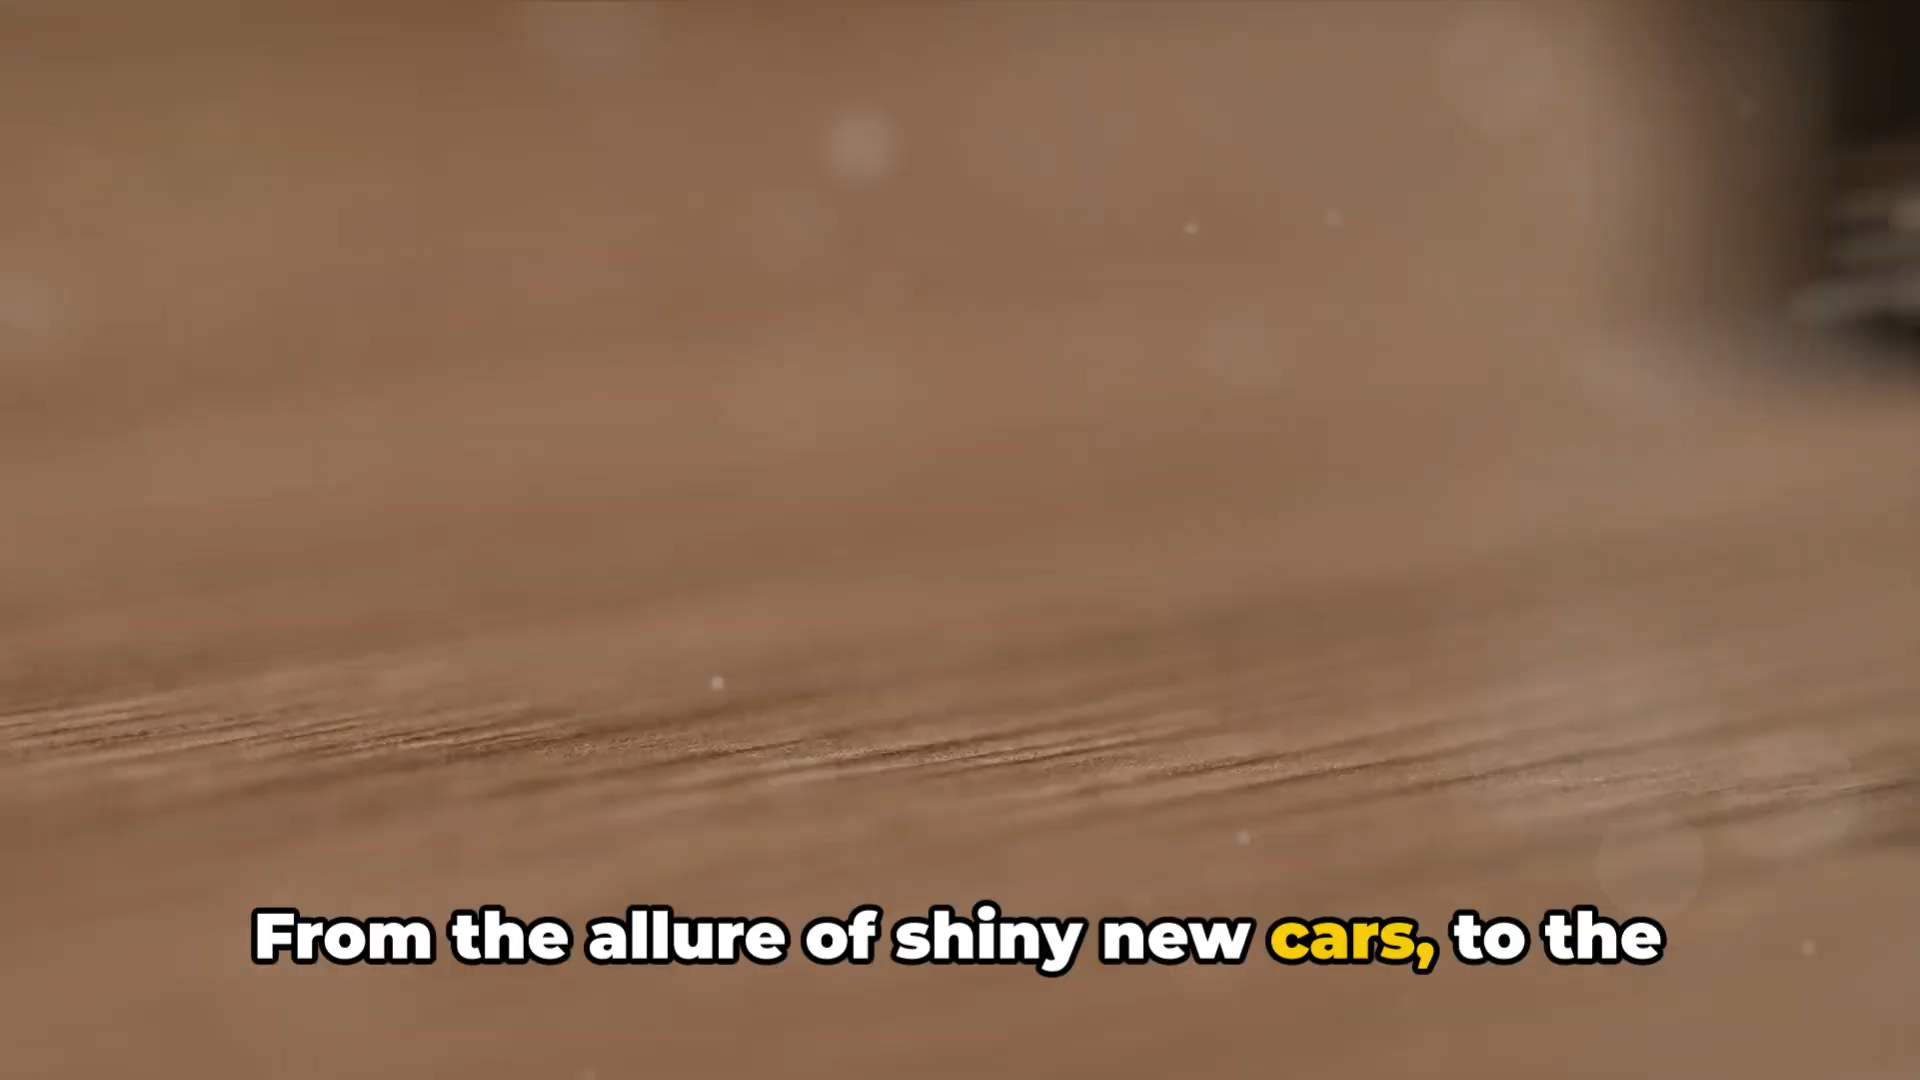 From the allure of shiny new cars, to the